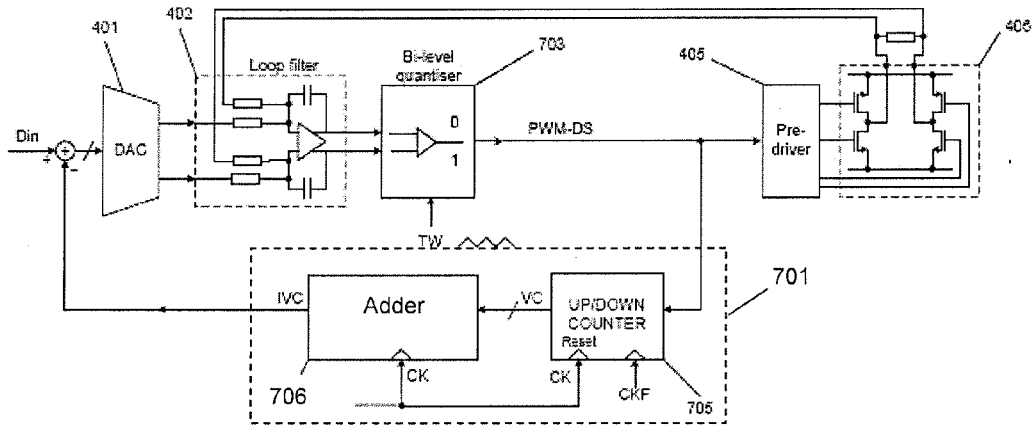 401
402
Loop filter
Bi-level
quantiser
703
405
406
Din
+
-
DAC
0
1
PWM-DS
Pre-
driver
TW
701
IVC
Adder
VC
UP/DOWN
COUNTER
Reset
706
CK
CK
CKF
705